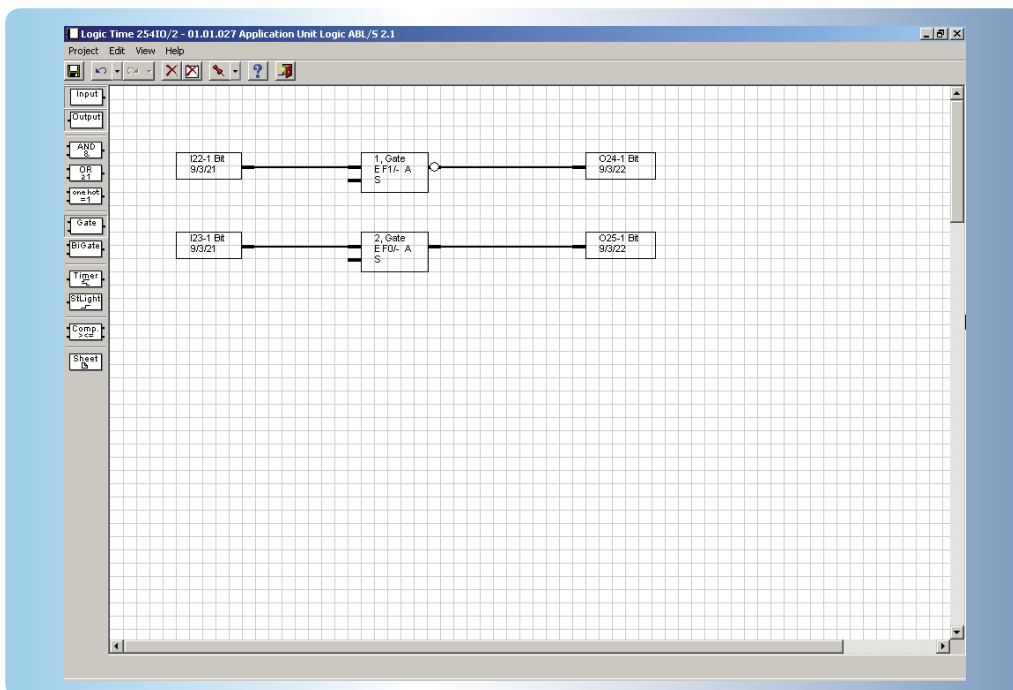 Logic Time 254IO/2 - 01.01.027 Application Unit Logic ABL/S 2.1
Project Edit View Help
Input
Output
AND
&
OR
≥1
one hot
=1
Gate
BiGate
Timer
StLight
Comp.
><=
Sheet
I22-1 Bit
9/3/21
1, Gate
E F1/- A
S
O24-1 Bit
9/3/22
I23-1 Bit
9/3/21
2, Gate
E F0/- A
S
O25-1 Bit
9/3/22